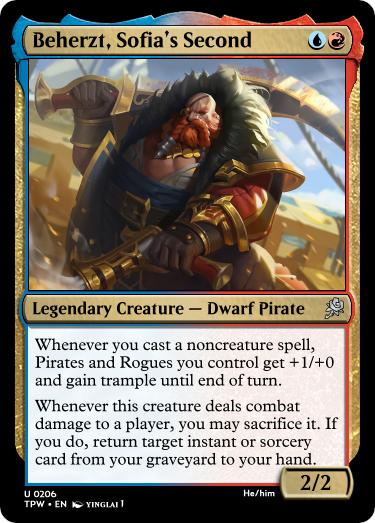 Beherzt, Sofia's Second
Legendary Creature — Dwarf Pirate
Whenever you cast a noncreature spell,
Pirates and Rogues you control get +1/+0
and gain trample until end of turn.
Whenever this creature deals combat
damage to a player, you may sacrifice it. If
you do, return target instant or sorcery
card from your graveyard to your hand.
2/2
U 0206
He/him
TPW • EN YINGLAI 1